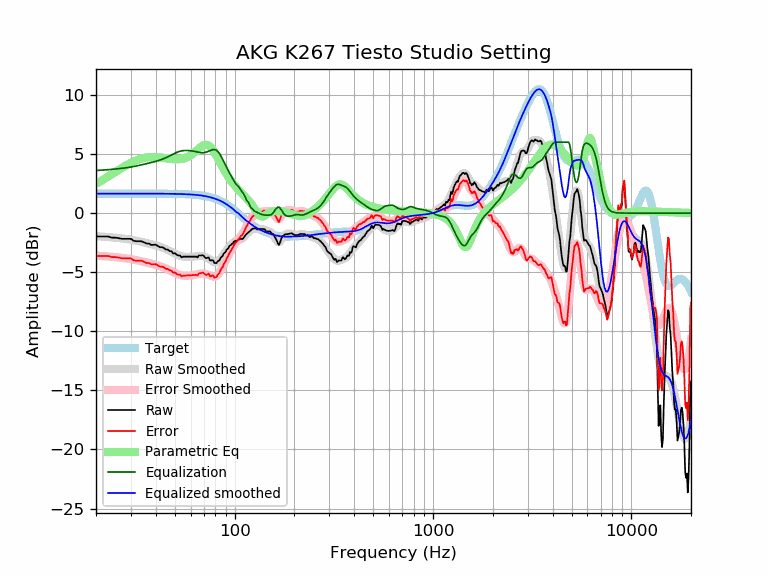 AKG K267 Tiesto Studio Setting
Amplitude (dBr)
10
5
0
−5
−10
−15
−20
−25
Target
Raw Smoothed
Error Smoothed
Raw
Error
Parametric Eq
Equalization
Equalized smoothed
100
1000
10000
Frequency (Hz)